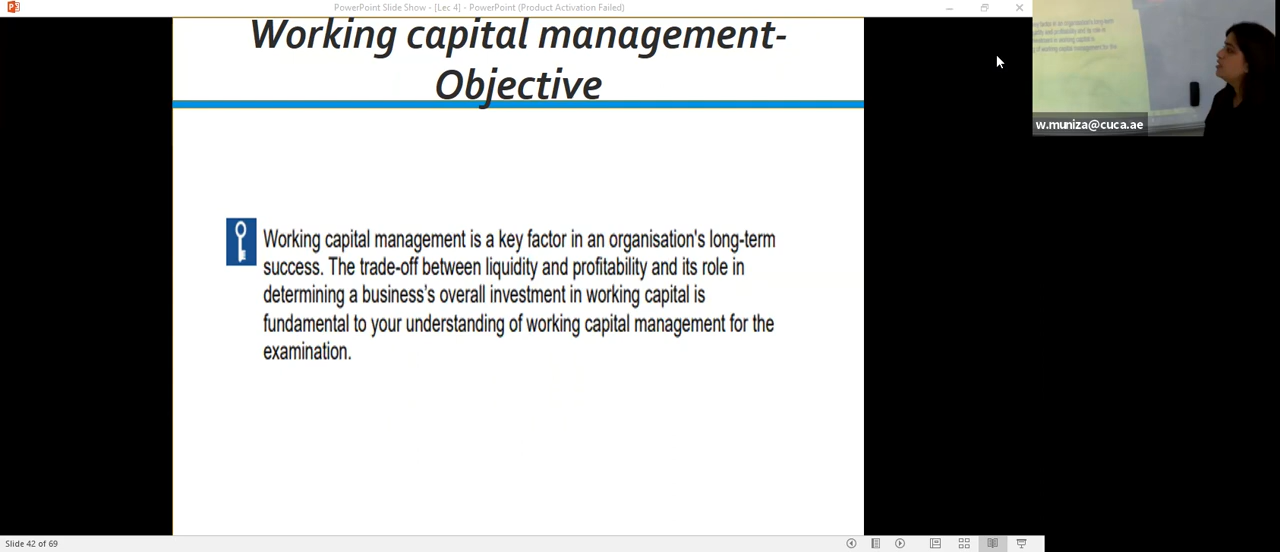 PowerPoint Slide Show - [Lec 4] - PowerPoint (Product Activation Failed)
Working capital management-
Objective
w.muniza@cuca.ae
Working capital management is a key factor in an organisation's long-term
success. The trade-off between liquidity and profitability and its role in
determining a business's overall investment in working capital is
fundamental to your understanding of working capital management for the
examination.
Slide 42 of 69